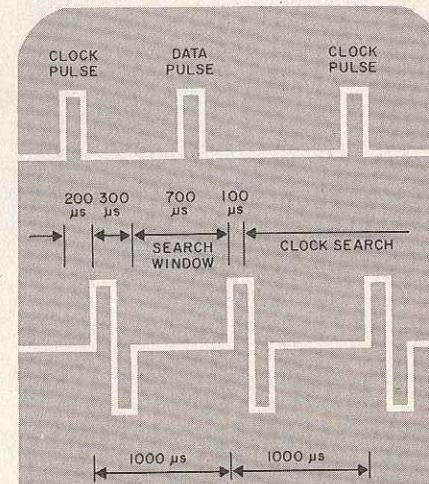 CLOCK
PULSE
DATA
PULSE
CLOCK
PULSE
200 300
µs µs
700
µs
100
µs
SEARCH
WINDOW
CLOCK SEARCH
1000 µs
1000 µs